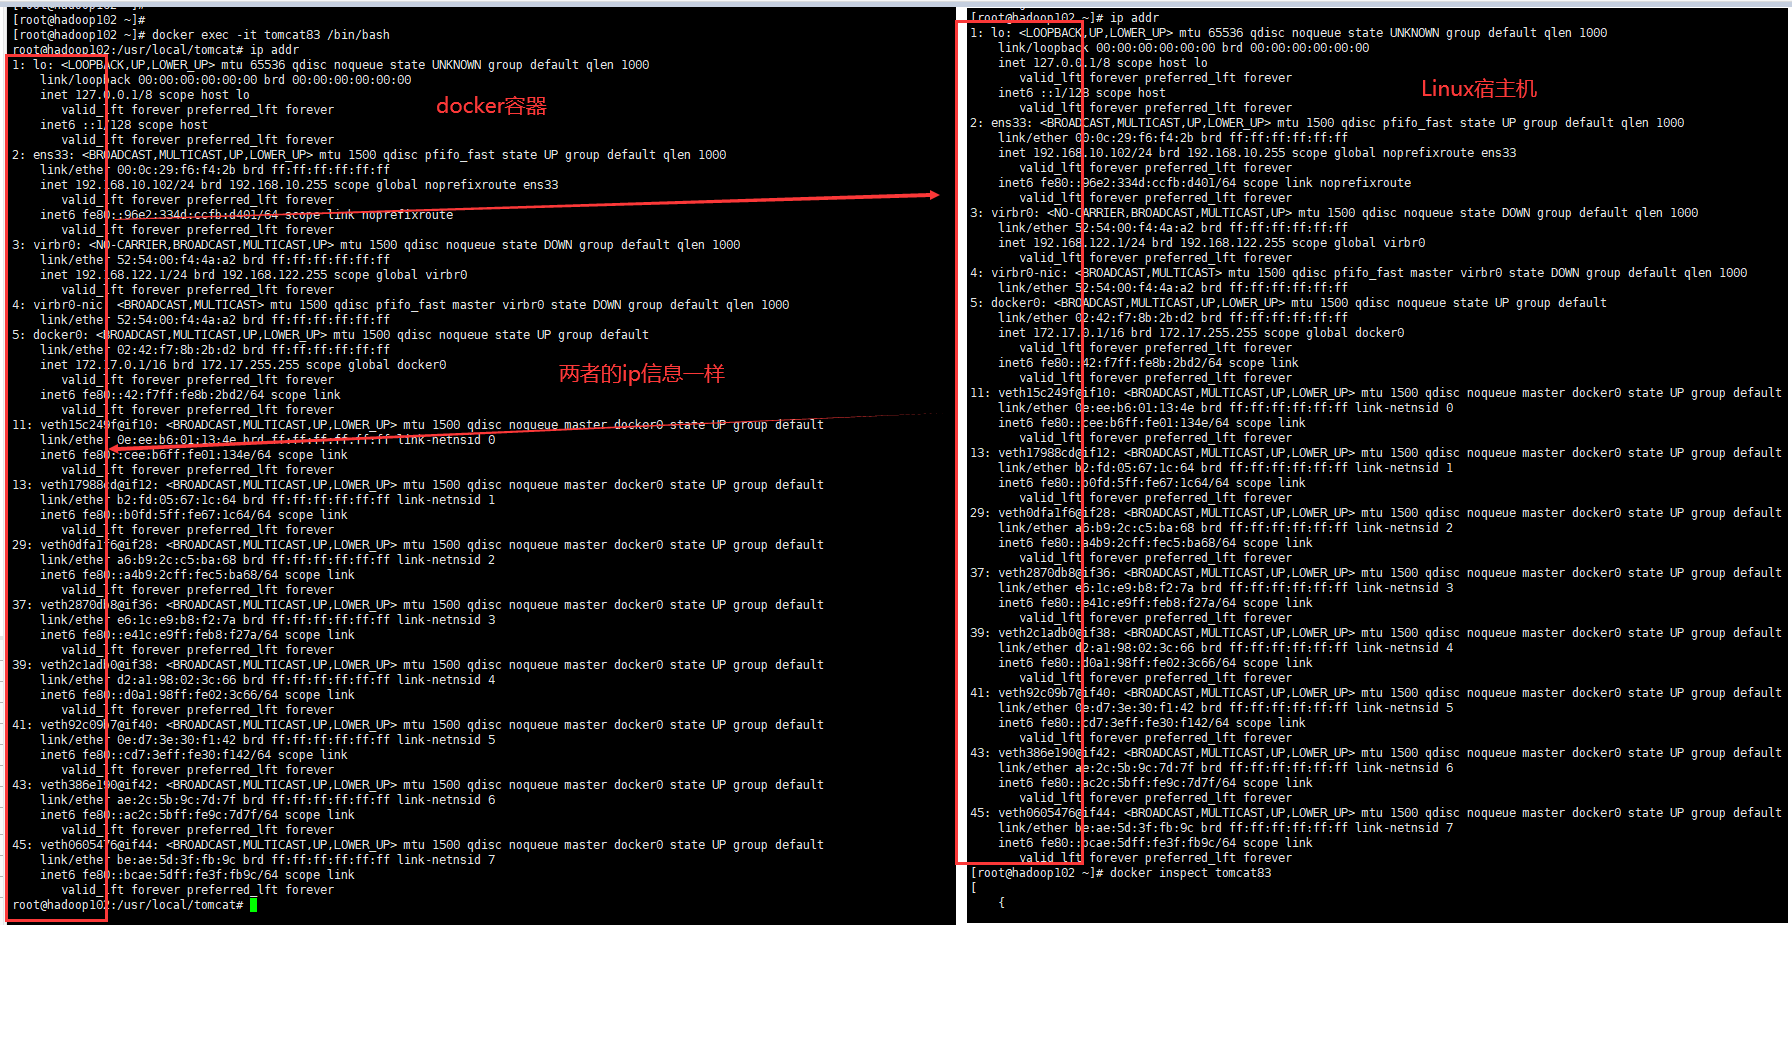 [root@hadoop102 ~]#
[root@hadoop102 ~]# docker exec -it tomcat83 /bin/bash
root@hadoop102:/usr/local/tomcat# ip addr
1: lo: <LOOPBACK,UP,LOWER_UP> mtu 65536 qdisc noqueue state UNKNOWN group default qlen 1000
link/loopback 00:00:00:00:00:00 brd 00:00:00:00:00:00
inet 127.0.0.1/8 scope host lo
valid_lft forever preferred_lft forever
inet6 ::1/128 scope host
valid_lft forever preferred_lft forever
2: ens33: <BROADCAST,MULTICAST,UP,LOWER_UP> mtu 1500 qdisc pfifo_fast state UP group default qlen 1000
link/ether 00:0c:29:f6:f4:2b brd ff:ff:ff:ff:ff:ff
inet 192.168.10.102/24 brd 192.168.10.255 scope global noprefixroute ens33
valid_lft forever preferred_lft forever
inet6 fe80::96e2:334d:ccfb:d401/64 scope link noprefixroute
valid_lft forever preferred_lft forever
3: virbr0: <NO-CARRIER,BROADCAST,MULTICAST,UP> mtu 1500 qdisc noqueue state DOWN group default qlen 1000
link/ether 52:54:00:f4:4a:a2 brd ff:ff:ff:ff:ff:ff
inet 192.168.122.1/24 brd 192.168.122.255 scope global virbr0
valid_lft forever preferred_lft forever
4: virbr0-nic: <BROADCAST,MULTICAST> mtu 1500 qdisc pfifo_fast master virbr0 state DOWN group default qlen 1000
link/ether 52:54:00:f4:4a:a2 brd ff:ff:ff:ff:ff:ff
5: docker0: <BROADCAST,MULTICAST,UP,LOWER_UP> mtu 1500 qdisc noqueue state UP group default
link/ether 02:42:f7:8b:2b:d2 brd ff:ff:ff:ff:ff:ff
inet 172.17.0.1/16 brd 172.17.255.255 scope global docker0
valid_lft forever preferred_lft forever
inet6 fe80::42:f7ff:fe8b:2bd2/64 scope link
valid_lft forever preferred_lft forever
11: veth15c249f@if10: <BROADCAST,MULTICAST,UP,LOWER_UP> mtu 1500 qdisc noqueue master docker0 state UP group default
link/ether 0e:ee:b6:01:13:4e brd ff:ff:ff:ff:ff:ff link-netnsid 0
inet6 fe80::cee:b6ff:fe01:134e/64 scope link
valid_lft forever preferred_lft forever
13: veth17988cd@if12: <BROADCAST,MULTICAST,UP,LOWER_UP> mtu 1500 qdisc noqueue master docker0 state UP group default
link/ether b2:fd:05:67:1c:64 brd ff:ff:ff:ff:ff:ff link-netnsid 1
inet6 fe80::b0fd:5ff:fe67:1c64/64 scope link
valid_lft forever preferred_lft forever
29: veth0dfa1f6@if28: <BROADCAST,MULTICAST,UP,LOWER_UP> mtu 1500 qdisc noqueue master docker0 state UP group default
link/ether a6:b9:2c:c5:ba:68 brd ff:ff:ff:ff:ff:ff link-netnsid 2
inet6 fe80::a4b9:2cff:fec5:ba68/64 scope link
valid_lft forever preferred_lft forever
37: veth2870db8@if36: <BROADCAST,MULTICAST,UP,LOWER_UP> mtu 1500 qdisc noqueue master docker0 state UP group default
link/ether e6:1c:e9:b8:f2:7a brd ff:ff:ff:ff:ff:ff link-netnsid 3
inet6 fe80::e41c:e9ff:feb8:f27a/64 scope link
valid_lft forever preferred_lft forever
39: veth2c1adb0@if38: <BROADCAST,MULTICAST,UP,LOWER_UP> mtu 1500 qdisc noqueue master docker0 state UP group default
link/ether d2:a1:98:02:3c:66 brd ff:ff:ff:ff:ff:ff link-netnsid 4
inet6 fe80::d0a1:98ff:fe02:3c66/64 scope link
valid_lft forever preferred_lft forever
41: veth92c09b7@if40: <BROADCAST,MULTICAST,UP,LOWER_UP> mtu 1500 qdisc noqueue master docker0 state UP group default
link/ether 0e:d7:3e:30:f1:42 brd ff:ff:ff:ff:ff:ff link-netnsid 5
inet6 fe80::cd7:3eff:fe30:f142/64 scope link
valid_lft forever preferred_lft forever
43: veth386e190@if42: <BROADCAST,MULTICAST,UP,LOWER_UP> mtu 1500 qdisc noqueue master docker0 state UP group default
link/ether ae:2c:5b:9c:7d:7f brd ff:ff:ff:ff:ff:ff link-netnsid 6
inet6 fe80::ac2c:5bff:fe9c:7d7f/64 scope link
valid_lft forever preferred_lft forever
45: veth0605476@if44: <BROADCAST,MULTICAST,UP,LOWER_UP> mtu 1500 qdisc noqueue master docker0 state UP group default
link/ether be:ae:5d:3f:fb:9c brd ff:ff:ff:ff:ff:ff link-netnsid 7
inet6 fe80::bcae:5dff:fe3f:fb9c/64 scope link
valid_lft forever preferred_lft forever
root@hadoop102:/usr/local/tomcat#
docker容器
两者的ip信息一样
[root@hadoop102 ~]# ip addr
1: lo: <LOOPBACK,UP,LOWER_UP> mtu 65536 qdisc noqueue state UNKNOWN group default qlen 1000
link/loopback 00:00:00:00:00:00 brd 00:00:00:00:00:00
inet 127.0.0.1/8 scope host lo
valid_lft forever preferred_lft forever
inet6 ::1/128 scope host
valid_lft forever preferred_lft forever
2: ens33: <BROADCAST,MULTICAST,UP,LOWER_UP> mtu 1500 qdisc pfifo_fast state UP group default qlen 1000
link/ether 00:0c:29:f6:f4:2b brd ff:ff:ff:ff:ff:ff
inet 192.168.10.102/24 brd 192.168.10.255 scope global noprefixroute ens33
valid_lft forever preferred_lft forever
inet6 fe80::96e2:334d:ccfb:d401/64 scope link noprefixroute
valid_lft forever preferred_lft forever
3: virbr0: <NO-CARRIER,BROADCAST,MULTICAST,UP> mtu 1500 qdisc noqueue state DOWN group default qlen 1000
link/ether 52:54:00:f4:4a:a2 brd ff:ff:ff:ff:ff:ff
inet 192.168.122.1/24 brd 192.168.122.255 scope global virbr0
valid_lft forever preferred_lft forever
4: virbr0-nic: <BROADCAST,MULTICAST> mtu 1500 qdisc pfifo_fast master virbr0 state DOWN group default qlen 1000
link/ether 52:54:00:f4:4a:a2 brd ff:ff:ff:ff:ff:ff
5: docker0: <BROADCAST,MULTICAST,UP,LOWER_UP> mtu 1500 qdisc noqueue state UP group default
link/ether 02:42:f7:8b:2b:d2 brd ff:ff:ff:ff:ff:ff
inet 172.17.0.1/16 brd 172.17.255.255 scope global docker0
valid_lft forever preferred_lft forever
inet6 fe80::42:f7ff:fe8b:2bd2/64 scope link
valid_lft forever preferred_lft forever
11: veth15c249f@if10: <BROADCAST,MULTICAST,UP,LOWER_UP> mtu 1500 qdisc noqueue master docker0 state UP group default
link/ether 0e:ee:b6:01:13:4e brd ff:ff:ff:ff:ff:ff link-netnsid 0
inet6 fe80::cee:b6ff:fe01:134e/64 scope link
valid_lft forever preferred_lft forever
13: veth17988cd@if12: <BROADCAST,MULTICAST,UP,LOWER_UP> mtu 1500 qdisc noqueue master docker0 state UP group default
link/ether b2:fd:05:67:1c:64 brd ff:ff:ff:ff:ff:ff link-netnsid 1
inet6 fe80::b0fd:5ff:fe67:1c64/64 scope link
valid_lft forever preferred_lft forever
29: veth0dfa1f6@if28: <BROADCAST,MULTICAST,UP,LOWER_UP> mtu 1500 qdisc noqueue master docker0 state UP group default
link/ether a6:b9:2c:c5:ba:68 brd ff:ff:ff:ff:ff:ff link-netnsid 2
inet6 fe80::a4b9:2cff:fec5:ba68/64 scope link
valid_lft forever preferred_lft forever
37: veth2870db8@if36: <BROADCAST,MULTICAST,UP,LOWER_UP> mtu 1500 qdisc noqueue master docker0 state UP group default
link/ether e6:1c:e9:b8:f2:7a brd ff:ff:ff:ff:ff:ff link-netnsid 3
inet6 fe80::e41c:e9ff:feb8:f27a/64 scope link
valid_lft forever preferred_lft forever
39: veth2c1adb0@if38: <BROADCAST,MULTICAST,UP,LOWER_UP> mtu 1500 qdisc noqueue master docker0 state UP group default
link/ether d2:a1:98:02:3c:66 brd ff:ff:ff:ff:ff:ff link-netnsid 4
inet6 fe80::d0a1:98ff:fe02:3c66/64 scope link
valid_lft forever preferred_lft forever
41: veth92c09b7@if40: <BROADCAST,MULTICAST,UP,LOWER_UP> mtu 1500 qdisc noqueue master docker0 state UP group default
link/ether 0e:d7:3e:30:f1:42 brd ff:ff:ff:ff:ff:ff link-netnsid 5
inet6 fe80::cd7:3eff:fe30:f142/64 scope link
valid_lft forever preferred_lft forever
43: veth386e190@if42: <BROADCAST,MULTICAST,UP,LOWER_UP> mtu 1500 qdisc noqueue master docker0 state UP group default
link/ether ae:2c:5b:9c:7d:7f brd ff:ff:ff:ff:ff:ff link-netnsid 6
inet6 fe80::ac2c:5bff:fe9c:7d7f/64 scope link
valid_lft forever preferred_lft forever
45: veth0605476@if44: <BROADCAST,MULTICAST,UP,LOWER_UP> mtu 1500 qdisc noqueue master docker0 state UP group default
link/ether be:ae:5d:3f:fb:9c brd ff:ff:ff:ff:ff:ff link-netnsid 7
inet6 fe80::bcae:5dff:fe3f:fb9c/64 scope link
valid_lft forever preferred_lft forever
[root@hadoop102 ~]# docker inspect tomcat83
[
{
Linux宿主机